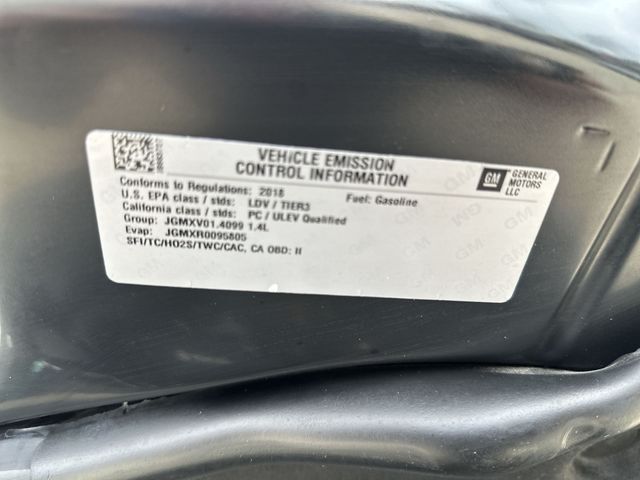 VEHICLE EMISSION
CONTROL INFORMATION
GM GENERAL MOTORS LLC
Conforms to Regulations: 2018 Fuel: Gasoline
U.S. EPA class / stds: LDV / TIER3
California class / stds: PC / ULEV Qualified
Group: JGMXV01.4099 1.4L
Evap: JGMXR0095805
SFI/TC/HO2S/TWC/CAC, CA OBD: II